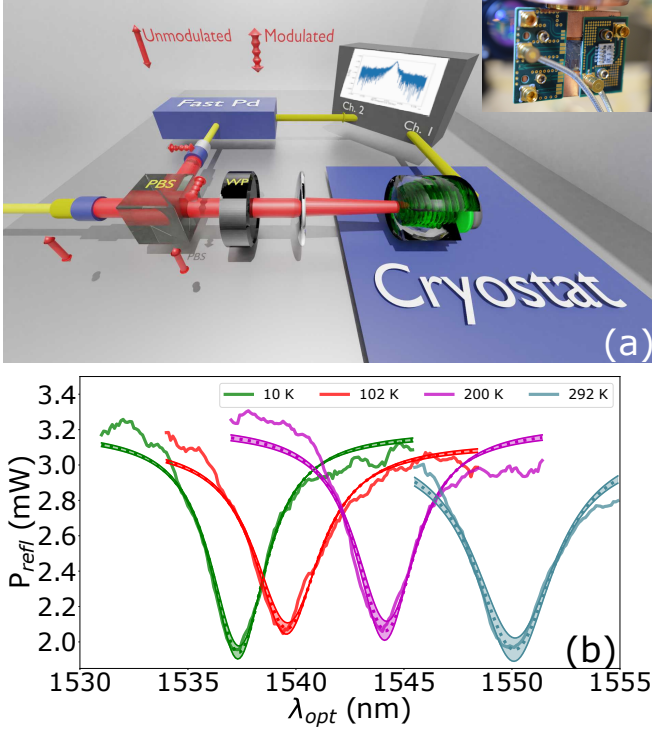 Unmodulated
Modulated
Fast Pd
Ch. 2
Ch. 1
PBS
WP
PBS
Cryostat
(a)
10 K
102 K
200 K
292 K
3.4
3.2
3.0
2.8
2.6
2.4
2.2
2.0
P_refl (mW)
(b)
1530
1535
1540
1545
1550
1555
λ_opt (nm)